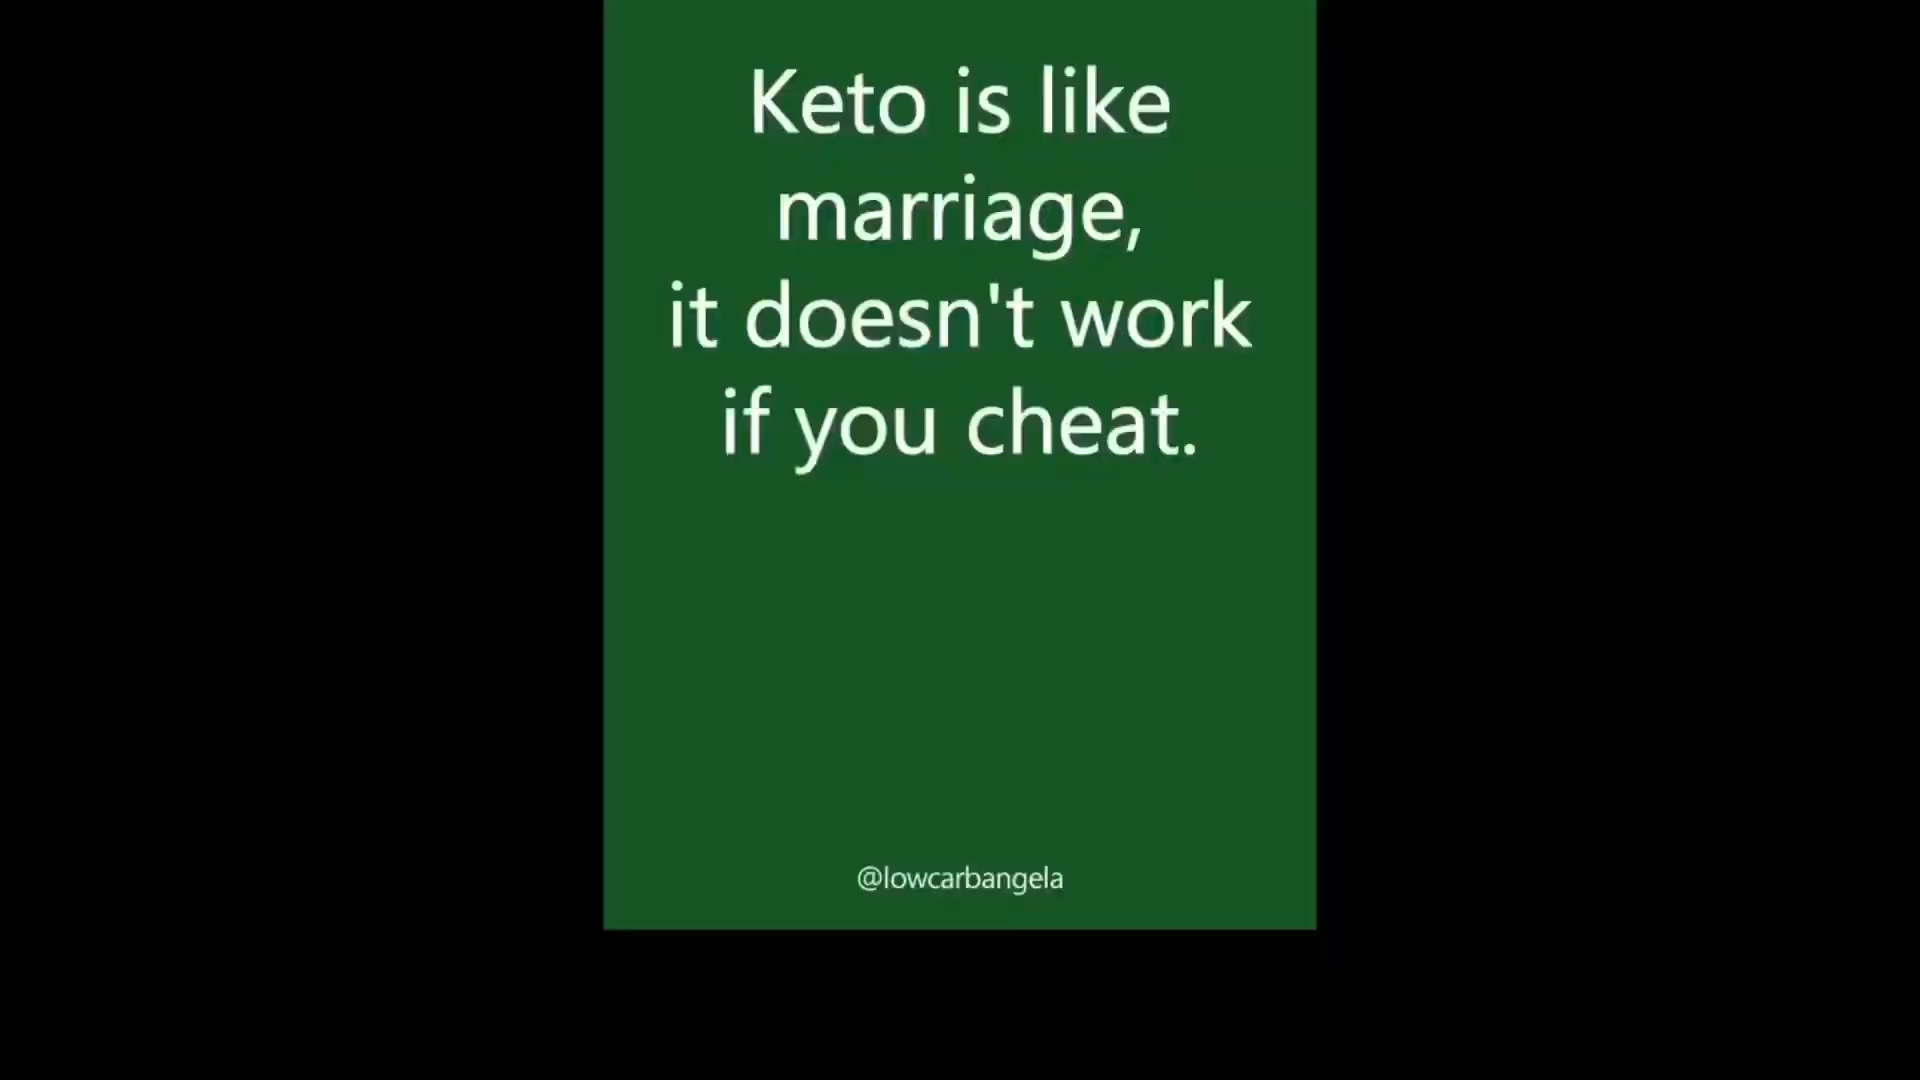 Keto is like
marriage,
it doesn't work
if you cheat.
@lowcarbangela